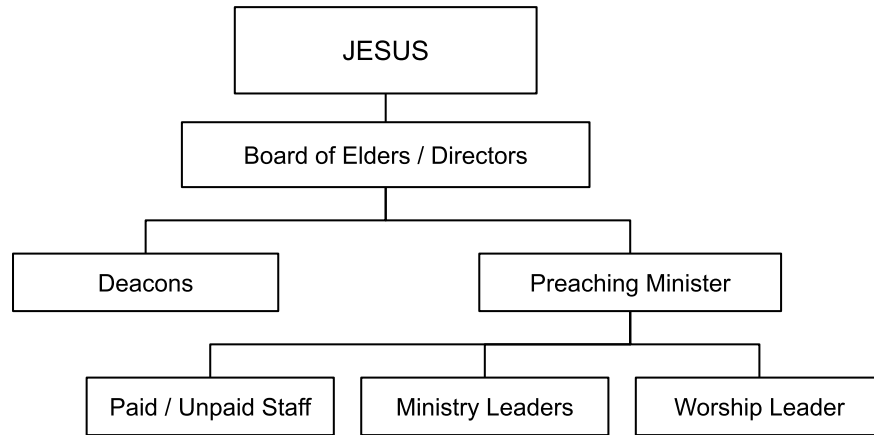 JESUS
Board of Elders / Directors
Deacons
Preaching Minister
Paid / Unpaid Staff
Ministry Leaders
Worship Leader